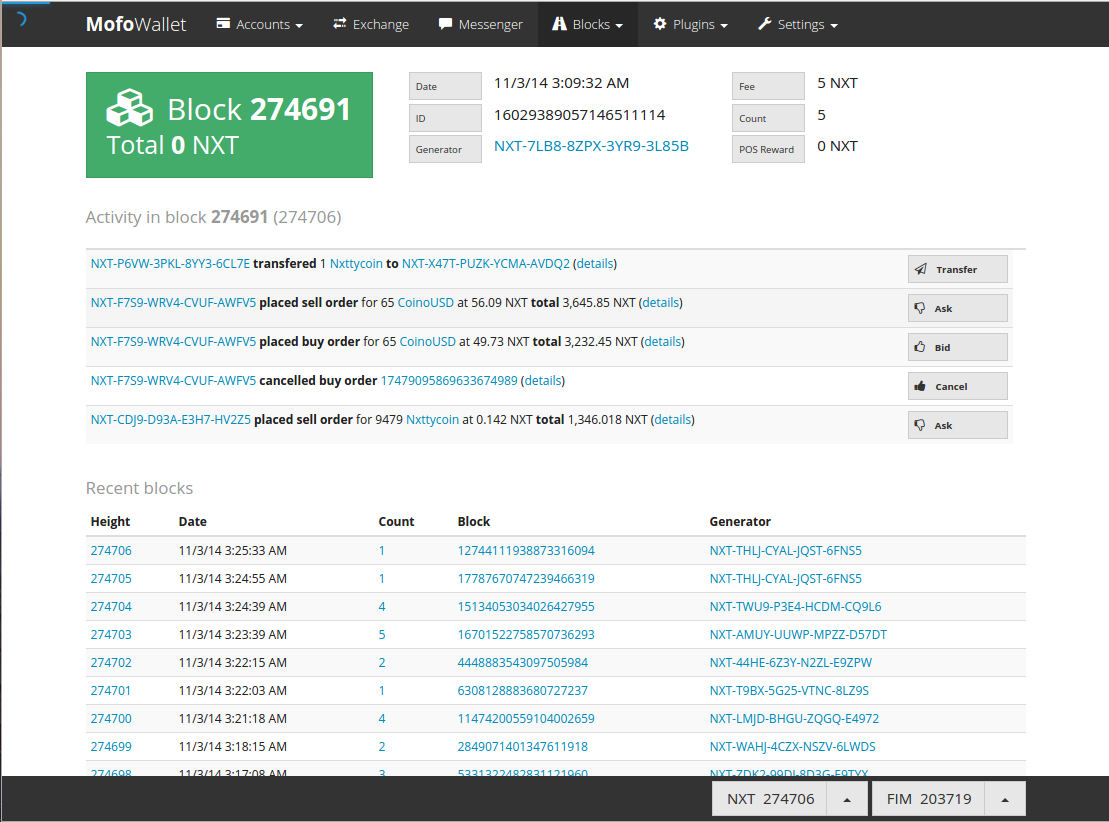 MofoWallet Accounts Exchange Messenger Blocks Plugins Settings
Block 274691
Total 0 NXT
Date 11/3/14 3:09:32 AM
ID 16029389057146511114
Generator NXT-7LB8-8ZPX-3YR9-3L85B
Fee 5 NXT
Count 5
POS Reward 0 NXT
Activity in block 274691 (274706)
NXT-P6VW-3PKL-8YY3-6CL7E transfered 1 Nxttycoin to NXT-X47T-PUZK-YCMA-AVDQ2 (details) Transfer
NXT-F7S9-WRV4-CVUF-AWFV5 placed sell order for 65 CoinoUSD at 56.09 NXT total 3,645.85 NXT (details) Ask
NXT-F7S9-WRV4-CVUF-AWFV5 placed buy order for 65 CoinoUSD at 49.73 NXT total 3,232.45 NXT (details) Bid
NXT-F7S9-WRV4-CVUF-AWFV5 cancelled buy order 17479095869633674989 (details) Cancel
NXT-CDJ9-D93A-E3H7-HV2Z5 placed sell order for 9479 Nxttycoin at 0.142 NXT total 1,346.018 NXT (details) Ask
Recent blocks
Height Date Count Block Generator
274706 11/3/14 3:25:33 AM 1 12744111938873316094 NXT-THLJ-CYAL-JQST-6FNS5
274705 11/3/14 3:24:55 AM 1 17787670747239466319 NXT-THLJ-CYAL-JQST-6FNS5
274704 11/3/14 3:24:39 AM 4 15134053034026427955 NXT-TWU9-P3E4-HCDM-CQ9L6
274703 11/3/14 3:23:39 AM 5 16701522758570736293 NXT-AMUY-UUWP-MPZZ-D57DT
274702 11/3/14 3:22:15 AM 2 4448883543097505984 NXT-44HE-6Z3Y-N2ZL-E9ZPW
274701 11/3/14 3:22:03 AM 1 6308128883680727237 NXT-T9BX-5G25-VTNC-8LZ9S
274700 11/3/14 3:21:18 AM 4 11474200559104002659 NXT-LMJD-BHGU-ZQGQ-E4972
274699 11/3/14 3:18:15 AM 2 2849071401347611918 NXT-WAHJ-4CZX-NSZV-6LWDS
274698 11/3/14 3:17:08 AM 3 5331322482831121960
NXT 274706 FIM 203719